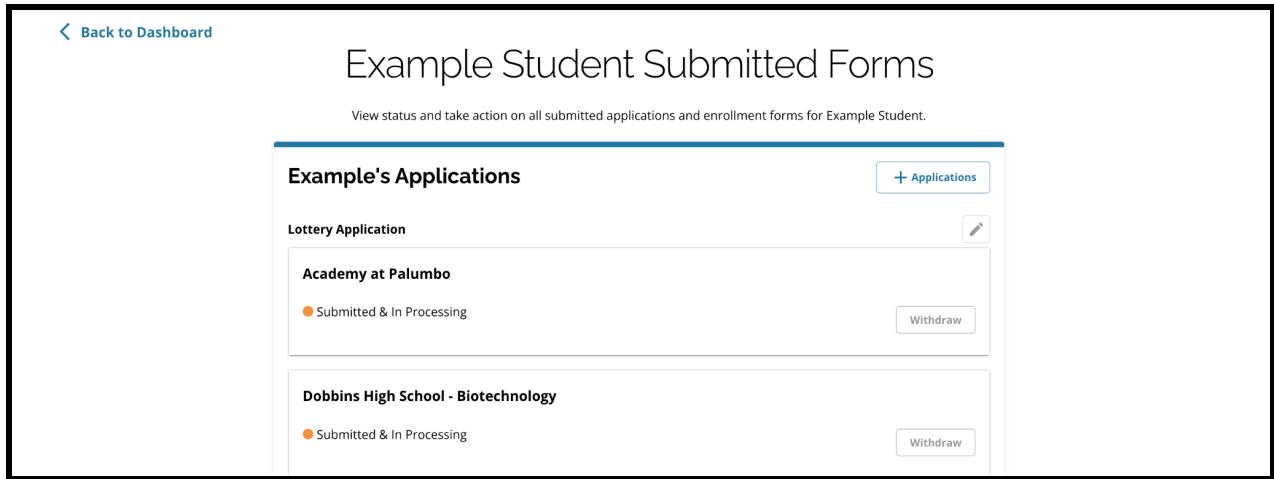 Back to Dashboard
Example Student Submitted Forms
View status and take action on all submitted applications and enrollment forms for Example Student.
Example's Applications
+ Applications
Lottery Application
Academy at Palumbo
Submitted & In Processing
Withdraw
Dobbins High School - Biotechnology
Submitted & In Processing
Withdraw